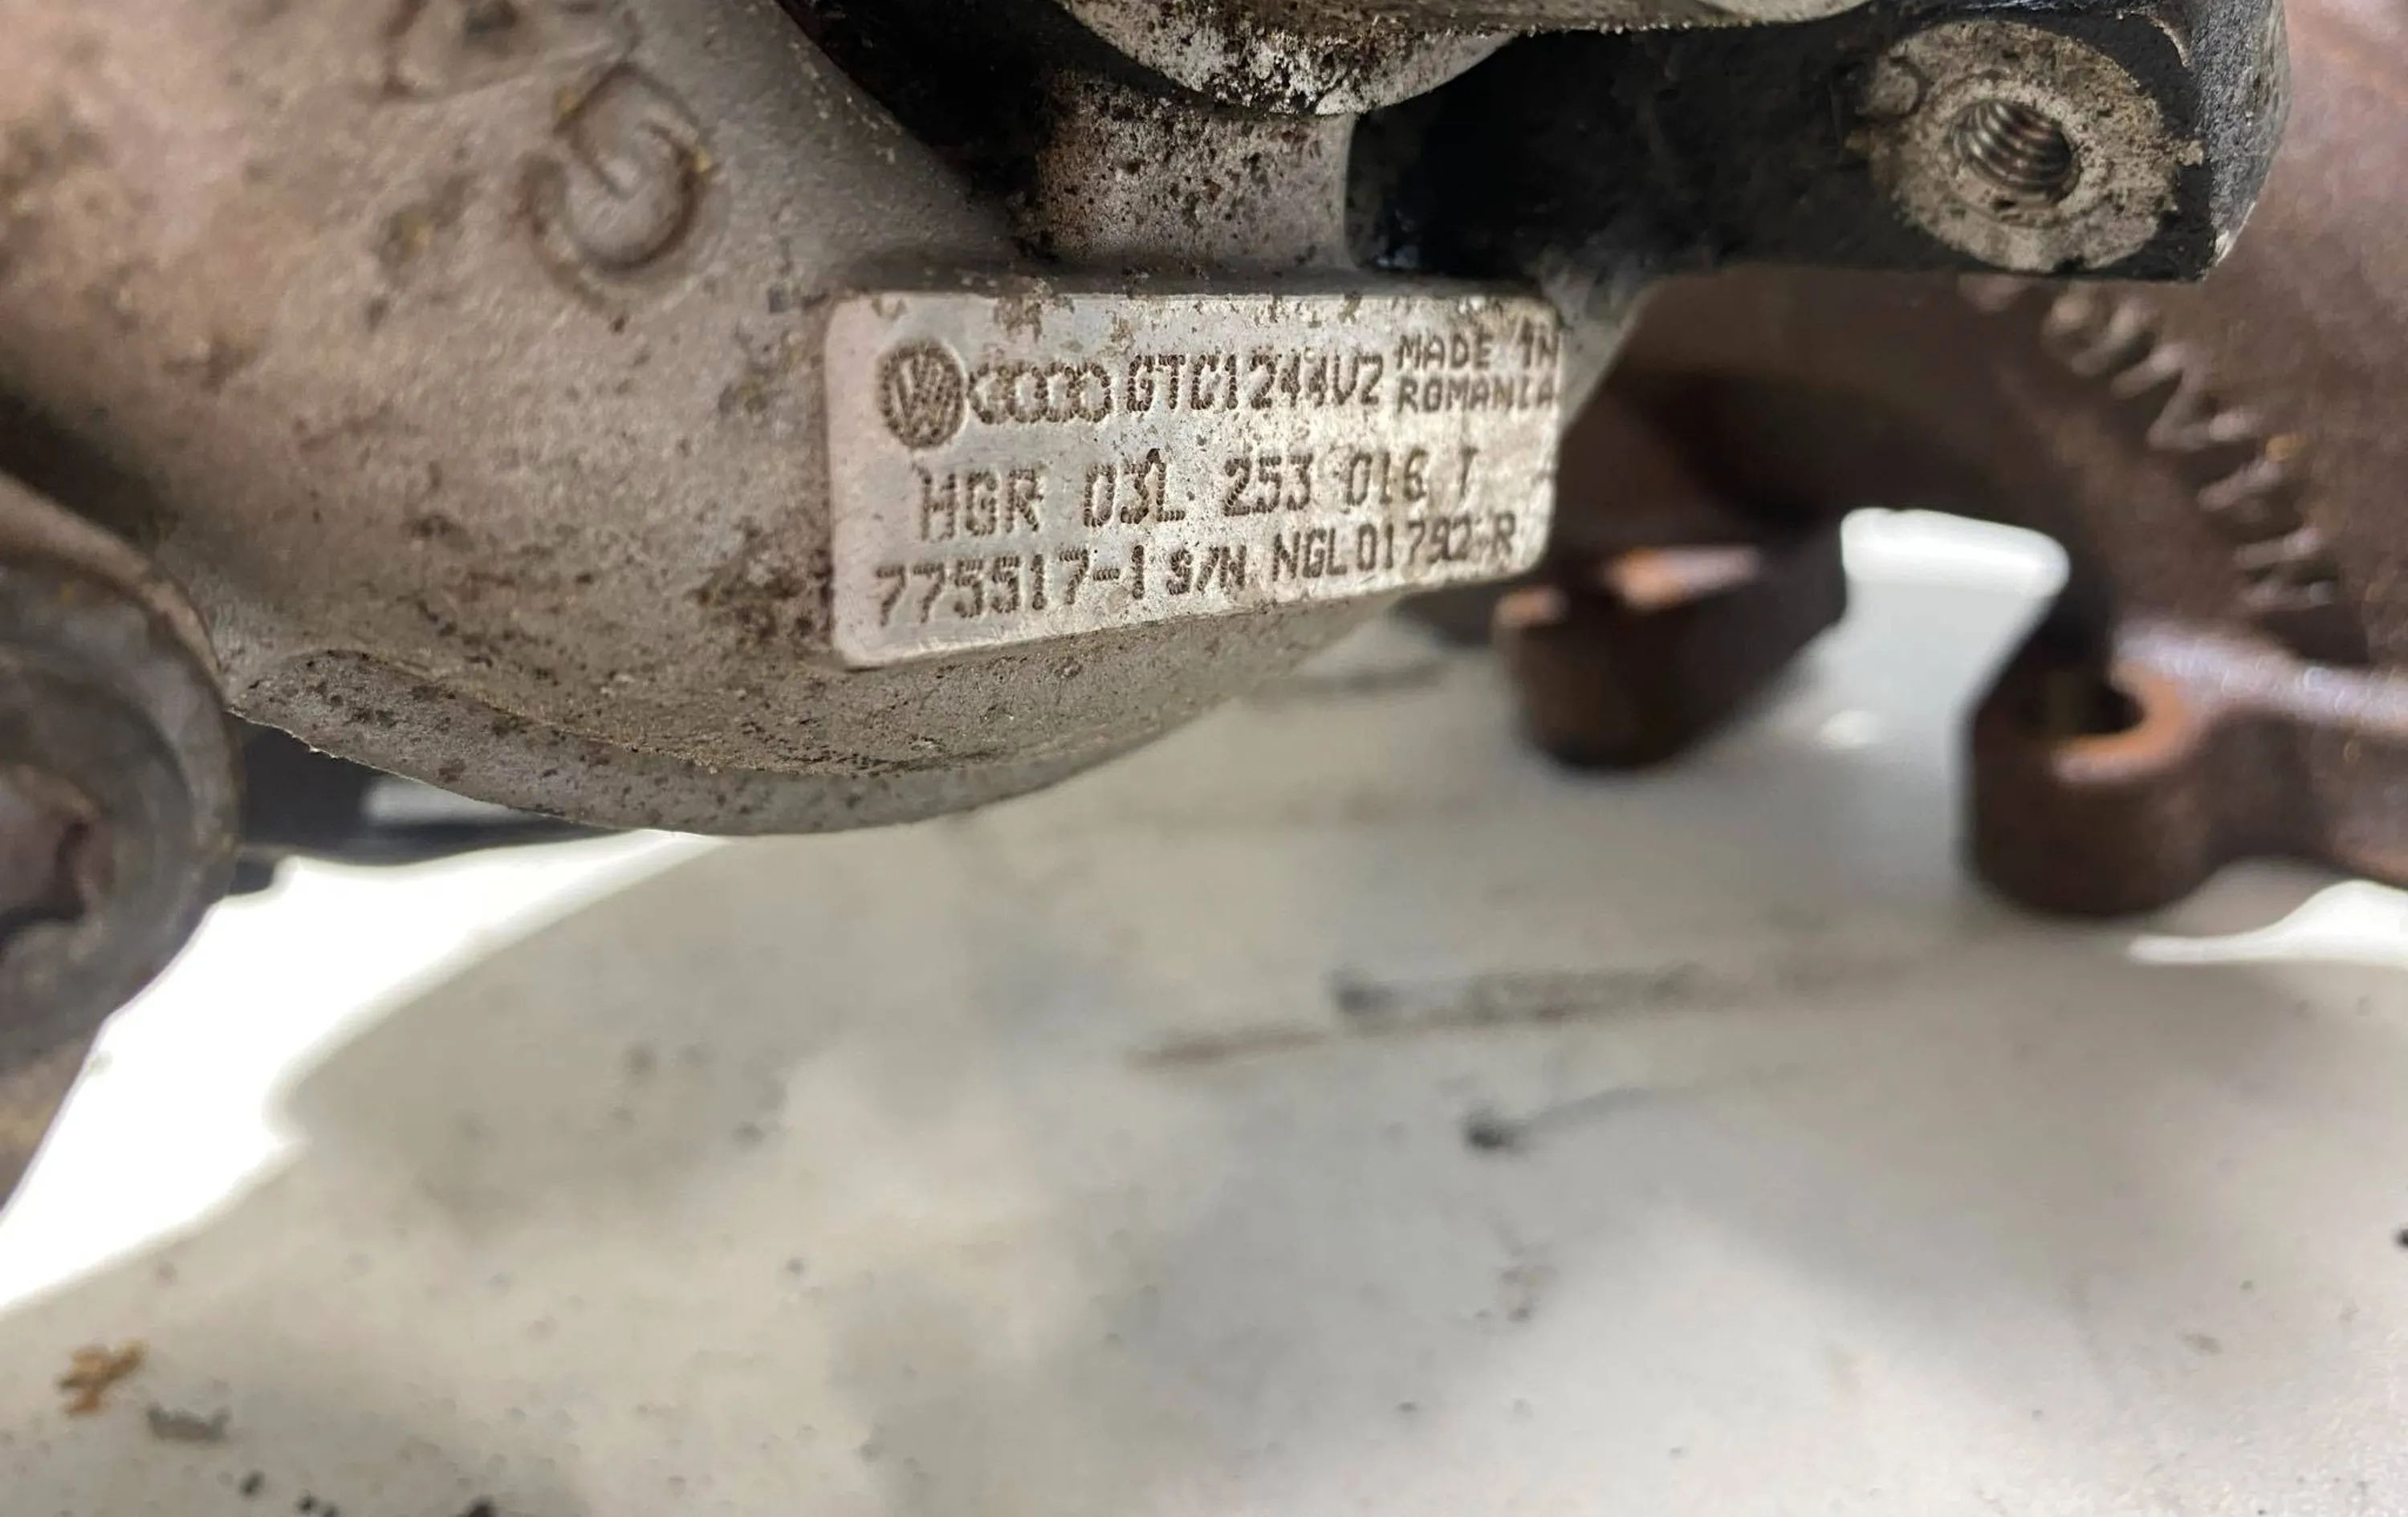 G
GTC1244VZ MADE IN ROMANIA
HGR 03L 253 016 T
775517-1 S/N NGL01792-R